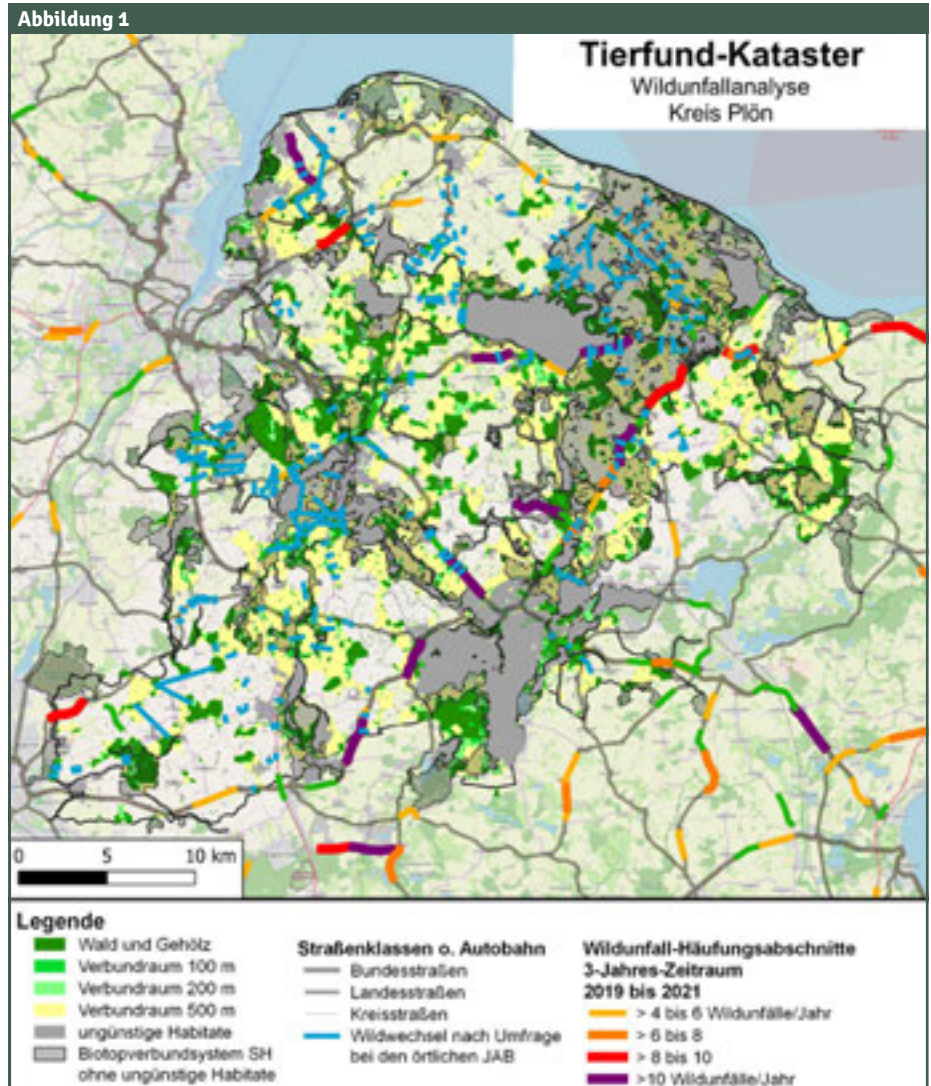 Abbildung 1
Tierfund-Kataster
Wildunfallanalyse
Kreis Plön
0 5 10 km
Legende
Wald und Gehölz
Verbundraum 100 m
Verbundraum 200 m
Verbundraum 500 m
ungünstige Habitate
Biotopverbundsystem SH
ohne ungünstige Habitate
Straßenklassen o. Autobahn
Bundesstraßen
Landesstraßen
Kreisstraßen
Wildwechsel nach Umfrage
bei den örtlichen JAB
Wildunfall-Häufungsabschnitte
3-Jahres-Zeitraum
2019 bis 2021
> 4 bis 6 Wildunfälle/Jahr
> 6 bis 8
> 8 bis 10
>10 Wildunfälle/Jahr